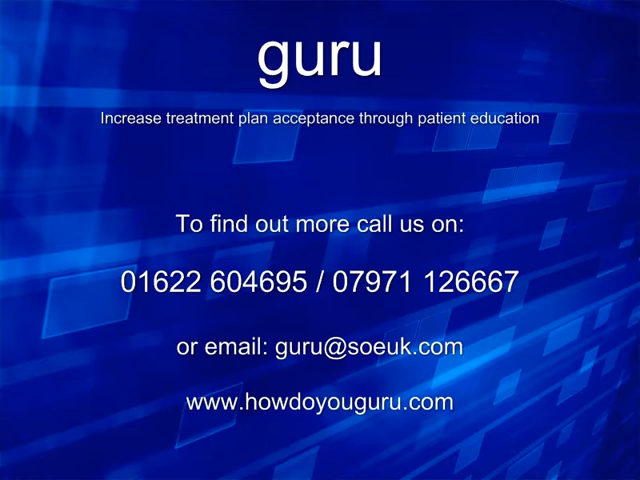 guru
Increase treatment plan acceptance through patient education
To find out more call us on:
01622 604695 / 07971 126667
or email: guru@soeuk.com
www.howdoyouguru.com